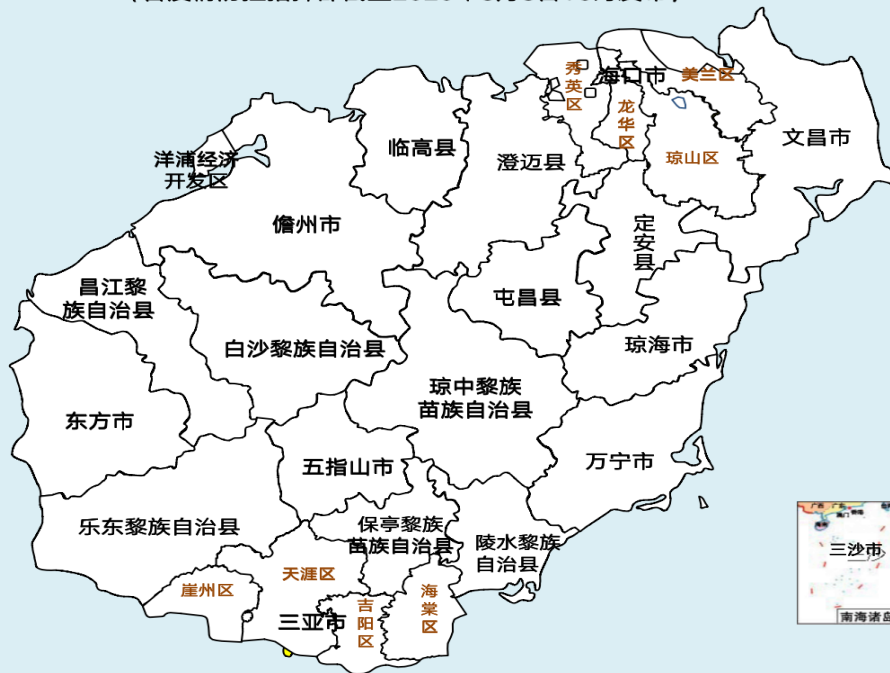 秀英区
海口市
美兰区
龙华区
文昌市
临高县
澄迈县
琼山区
洋浦经济
开发区
儋州市
定安县
昌江黎
族自治县
屯昌县
白沙黎族自治县
琼海市
琼中黎族
苗族自治县
东方市
五指山市
万宁市
乐东黎族自治县
保亭黎族
苗族自治县
陵水黎族
自治县
三沙市
天涯区
崖州区
海棠区
吉阳区
三亚市
南海诸岛